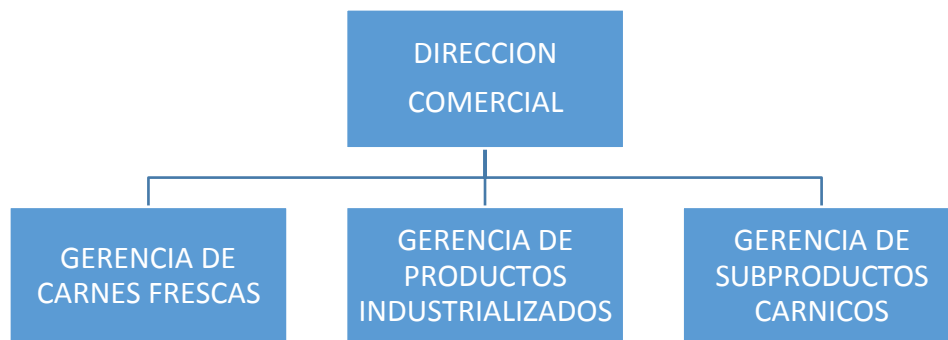 DIRECCION
COMERCIAL
GERENCIA DE
CARNES FRESCAS
GERENCIA DE
PRODUCTOS
INDUSTRIALIZADOS
GERENCIA DE
SUBPRODUCTOS
CARNICOS